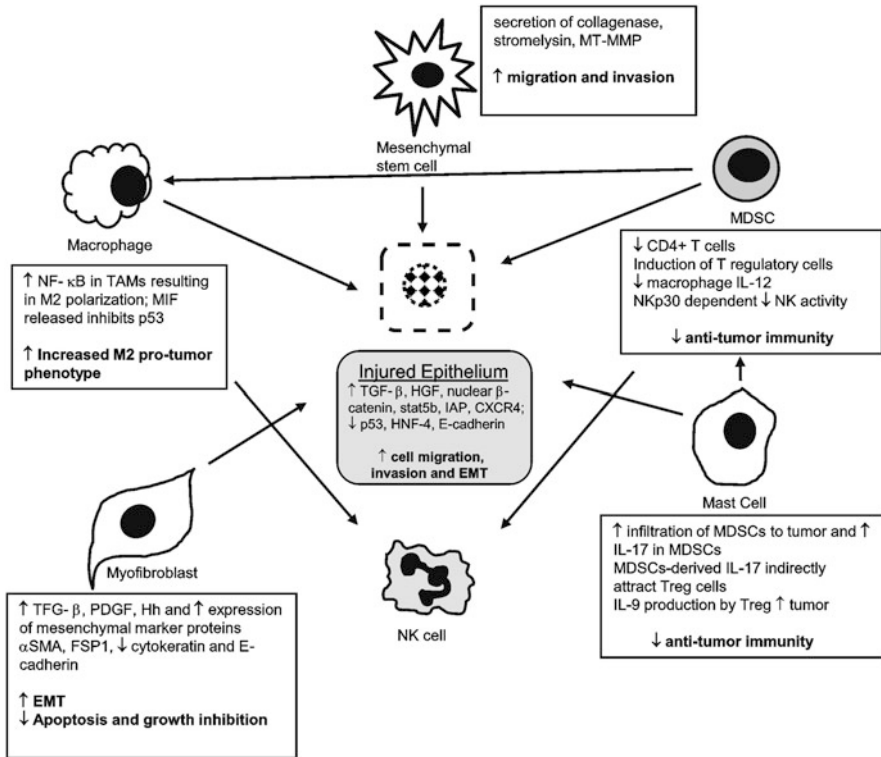 secretion of collagenase,
stromelysin, MT-MMP
↑ migration and invasion
Mesenchymal
stem cell
Macrophage
MDSC
↑ NF- κB in TAMs resulting
in M2 polarization; MIF
released inhibits p53
↑ Increased M2 pro-tumor
phenotype
↓ CD4+ T cells
Induction of T regulatory cells
↓ macrophage IL-12
NKp30 dependent ↓ NK activity
↓ anti-tumor immunity
Injured Epithelium
↑ TGF- β, HGF, nuclear β-
catenin, stat5b, IAP, CXCR4;
↓ p53, HNF-4, E-cadherin
↑ cell migration,
invasion and EMT
Mast Cell
Myofibroblast
NK cell
↑ TFG- β, PDGF, Hh and ↑ expression
of mesenchymal marker proteins
αSMA, FSP1, ↓ cytokeratin and E-
cadherin
↑ EMT
↓ Apoptosis and growth inhibition
↑ infiltration of MDSCs to tumor and ↑
IL-17 in MDSCs
MDSCs-derived IL-17 indirectly
attract Treg cells
IL-9 production by Treg ↑ tumor
↓ anti-tumor immunity